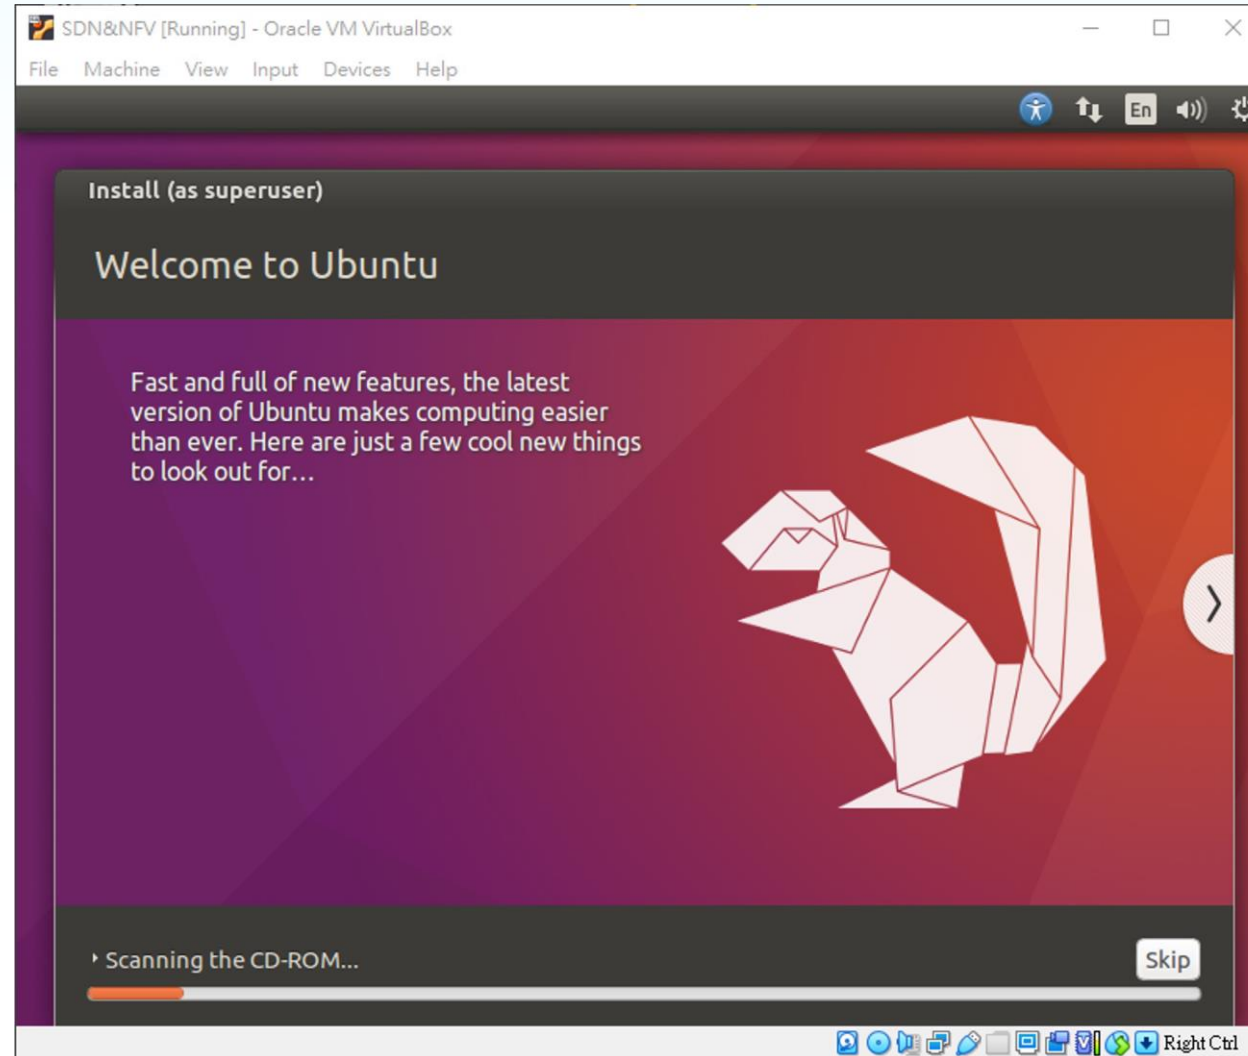 SDN&NFV [Running] - Oracle VM VirtualBox
File Machine View Input Devices Help
En
Install (as superuser)
Welcome to Ubuntu
Fast and full of new features, the latest
version of Ubuntu makes computing easier
than ever. Here are just a few cool new things
to look out for…
Scanning the CD-ROM...
Skip
Right Ctrl